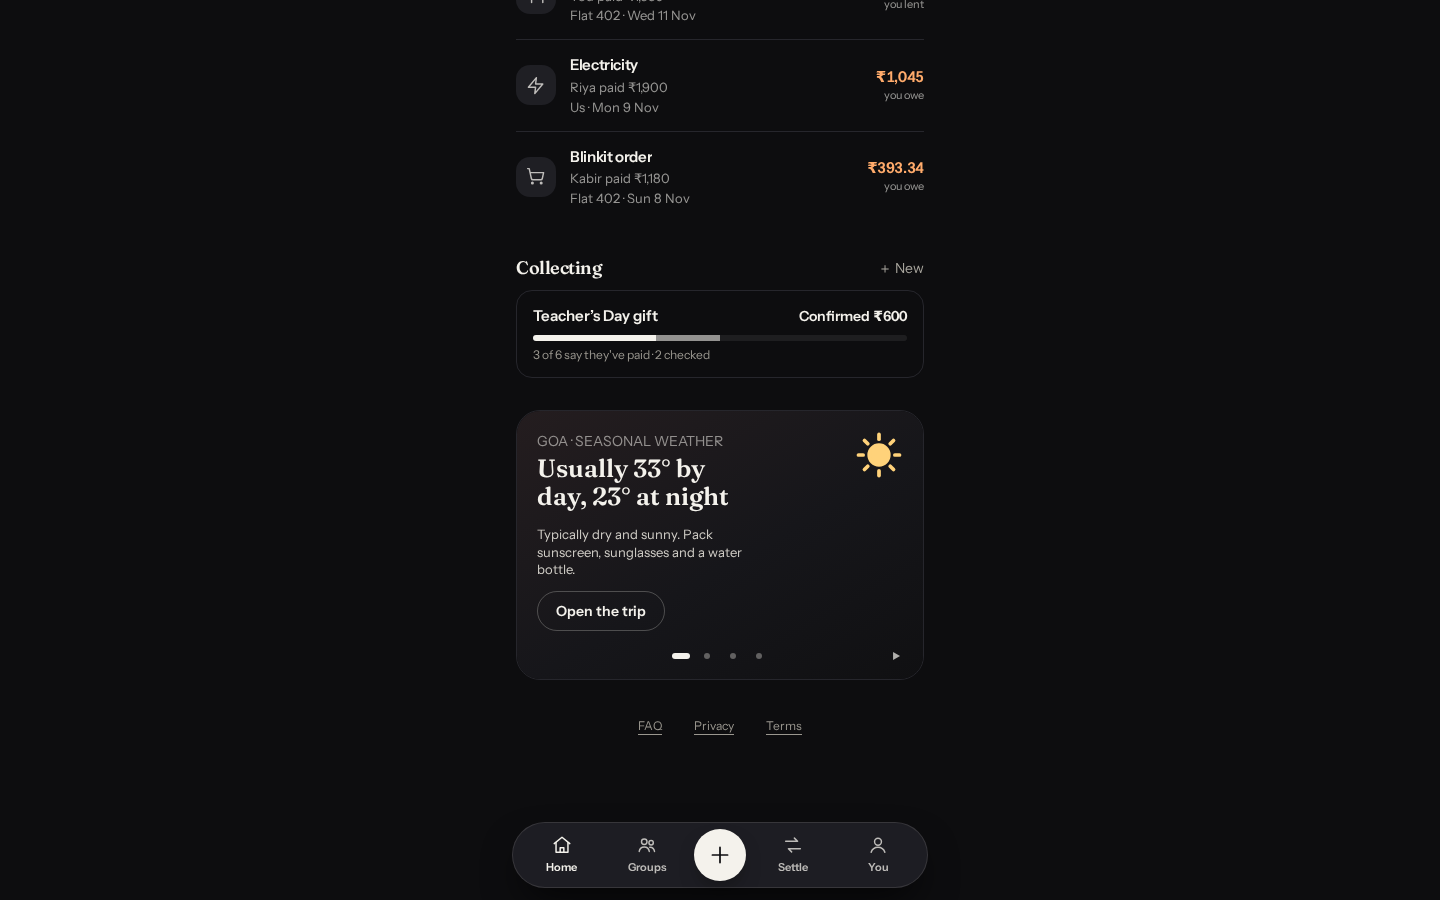 Flat 402 · Wed 11 Nov
you lent
Electricity
Riya paid ₹1,900
Us · Mon 9 Nov
₹1,045
you owe
Blinkit order
Kabir paid ₹1,180
Flat 402 · Sun 8 Nov
₹393.34
you owe
Collecting
+ New
Teacher’s Day gift
Confirmed ₹600
3 of 6 say they've paid · 2 checked
GOA · SEASONAL WEATHER
Usually 33° by
day, 23° at night
Typically dry and sunny. Pack
sunscreen, sunglasses and a water
bottle.
Open the trip
FAQ
Privacy
Terms
Home
Groups
Settle
You